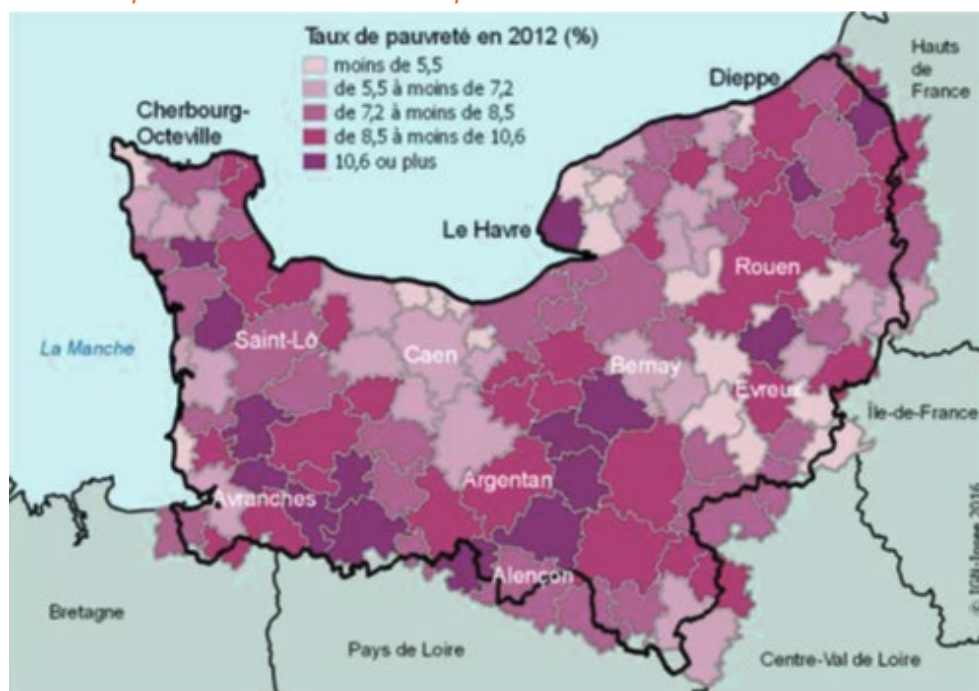 Taux de pauvreté en 2012 (%)
moins de 5,5
de 5,5 à moins de 7,2
de 7,2 à moins de 8,5
de 8,5 à moins de 10,6
10,6 ou plus
Hauts
de
France
Dieppe
Cherbourg-
Octeville
Le Havre
Rouen
La Manche
Saint-Lô
Caen
Bernay
Evreux
Île-de-France
Argentan
Avranches
Alençon
Bretagne
Pays de Loire
Centre-Val de Loire
© IGN-Insee 2016